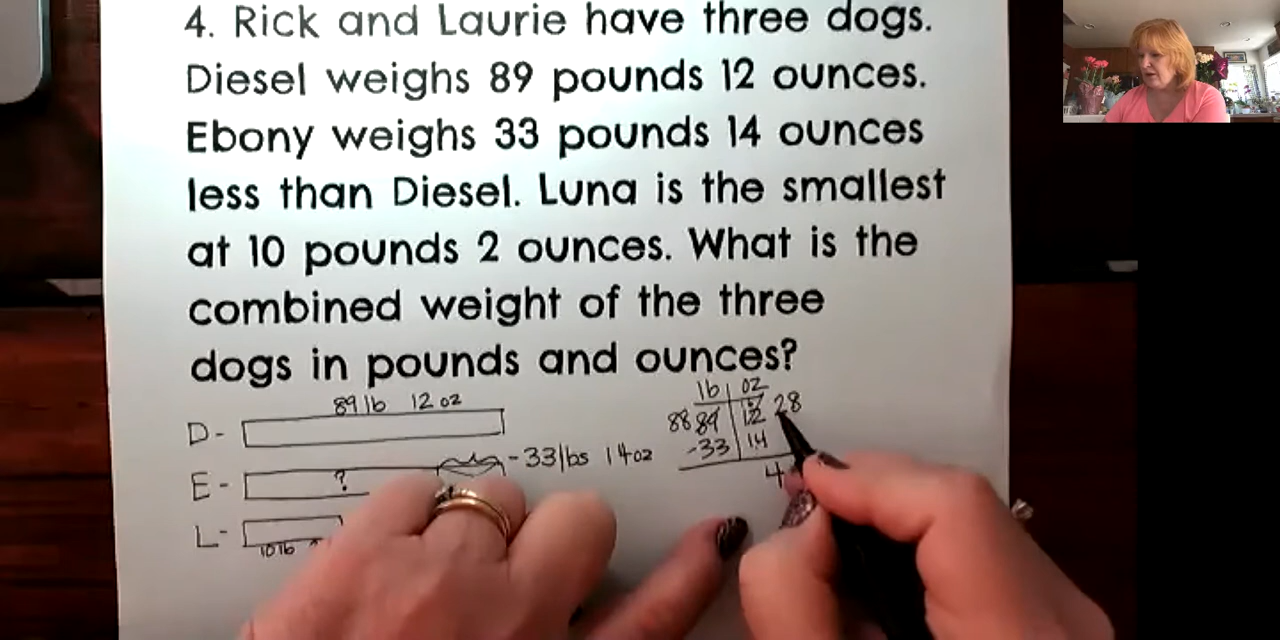 4. Rick and Laurie have three dogs.
Diesel weighs 89 pounds 12 ounces.
Ebony weighs 33 pounds 14 ounces
less than Diesel. Luna is the smallest
at 10 pounds 2 ounces. What is the
combined weight of the three
dogs in pounds and ounces?
89 lb 12 oz
D-
E- ? -33 lbs 14 oz
L-
10 lb
lb oz
88 89 12 28
-33 14
4